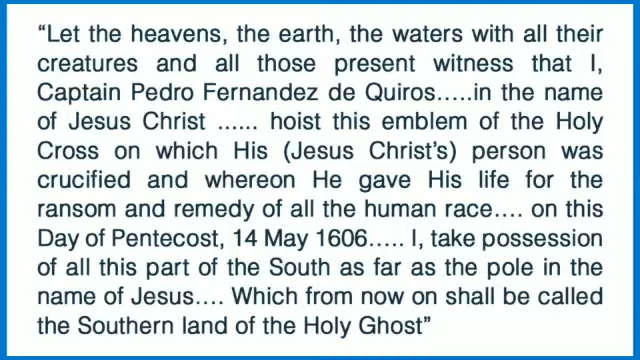 “Let the heavens, the earth, the waters with all their
creatures and all those present witness that I,
Captain Pedro Fernandez de Quiros.....in the name
of Jesus Christ ...... hoist this emblem of the Holy
Cross on which His (Jesus Christ’s) person was
crucified and whereon He gave His life for the
ransom and remedy of all the human race.... on this
Day of Pentecost, 14 May 1606..... I, take possession
of all this part of the South as far as the pole in the
name of Jesus.... Which from now on shall be called
the Southern land of the Holy Ghost”